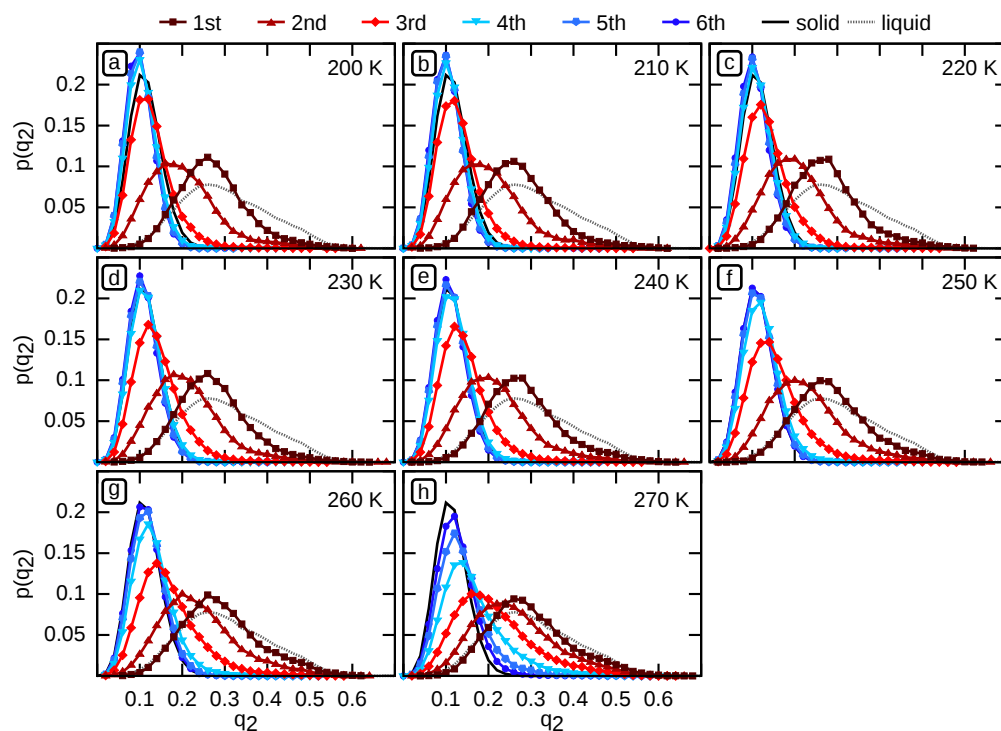 1st 2nd 3rd 4th 5th 6th solid liquid
a 200 K b 210 K c 220 K
0.2
0.15
0.1
0.05
p(q2)
d 230 K e 240 K f 250 K
0.2
0.15
0.1
0.05
p(q2)
g 260 K h 270 K
0.2
0.15
0.1
0.05
p(q2)
0.1 0.2 0.3 0.4 0.5 0.6 0.1 0.2 0.3 0.4 0.5 0.6
q2 q2